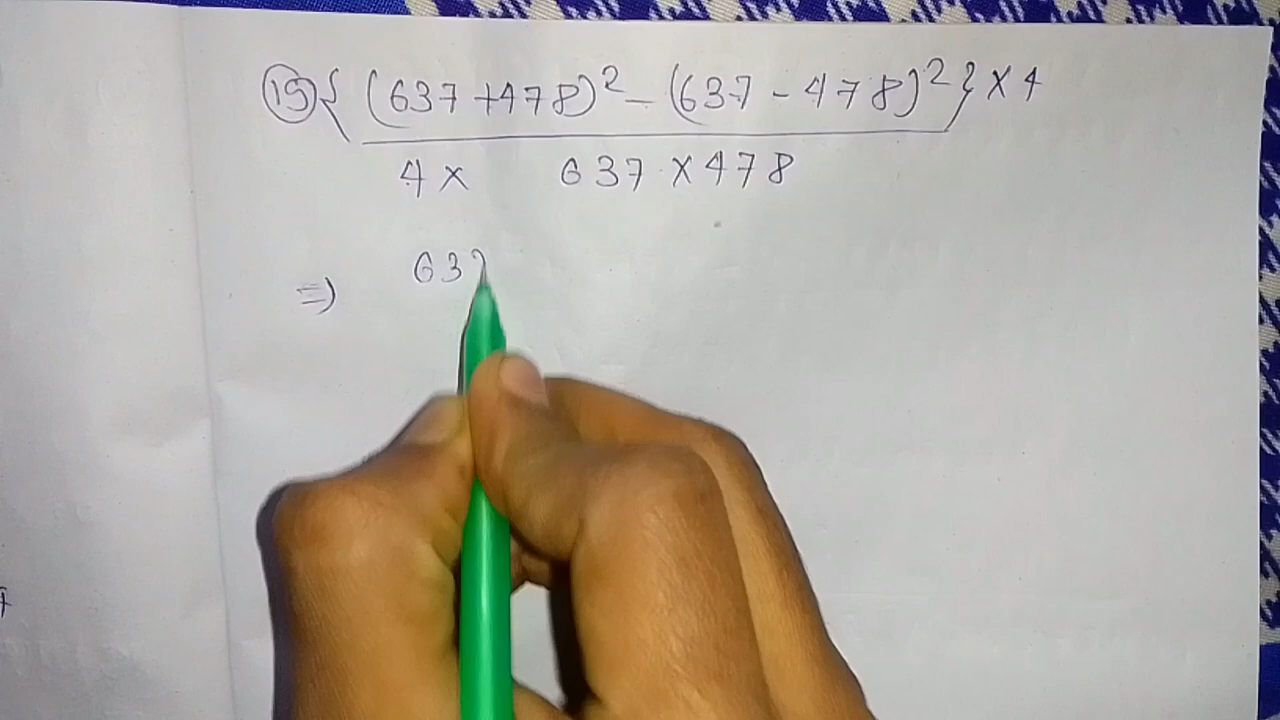 ⑮ { (637+478)² - (637-478)² } × 4
4 × 637 × 478
⇒ 637